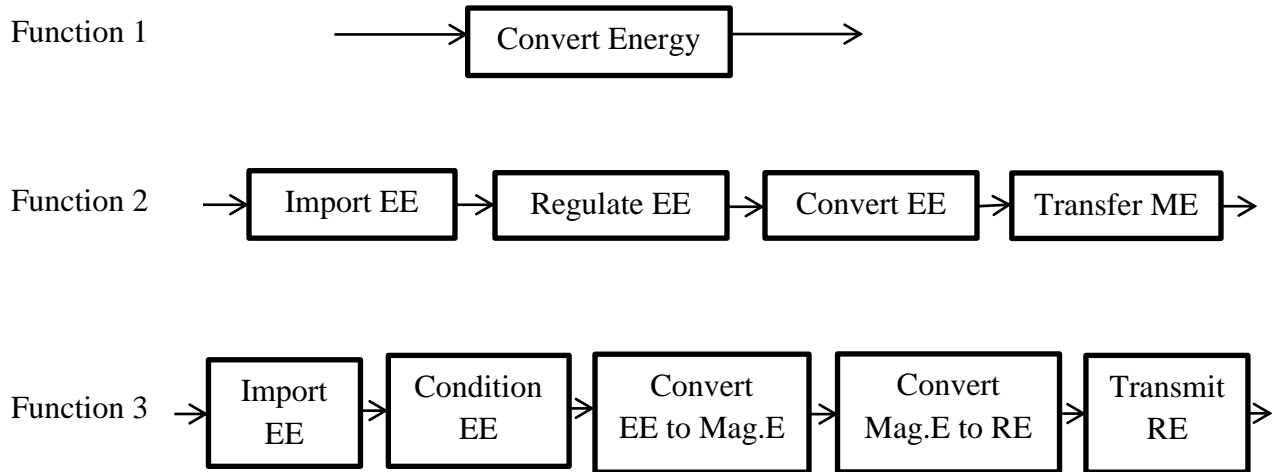 Function 1
Convert Energy
Function 2
Import EE
Regulate EE
Convert EE
Transfer ME
Function 3
Import
EE
Condition
EE
Convert
EE to Mag.E
Convert
Mag.E to RE
Transmit
RE